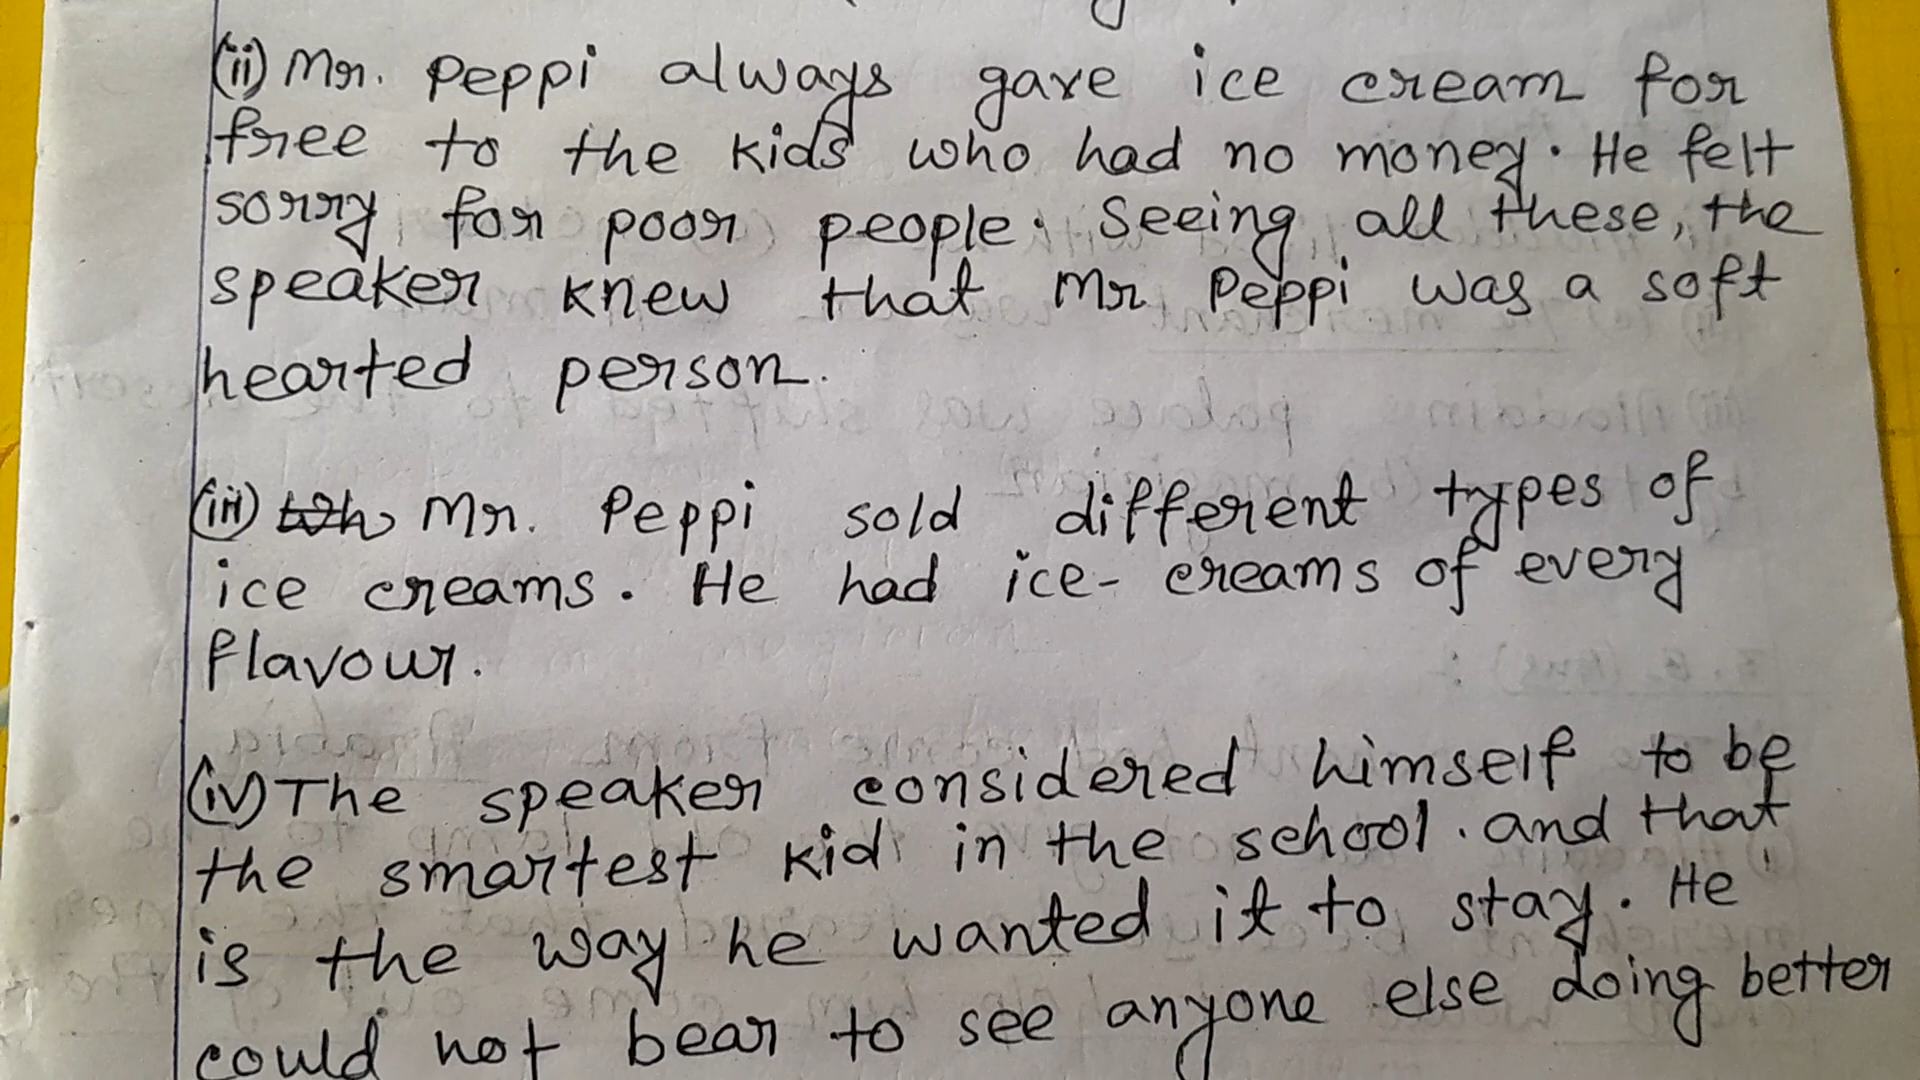 (ii) Mr. Peppi always gave ice cream for
free to the kids who had no money. He felt
sorry for poor people. Seeing all these, the
speaker knew that Mr Peppi was a soft
hearted person.
(iii) Mr. Peppi sold different types of
ice creams. He had ice-creams of every
flavour.
(iv) The speaker considered himself to be
the smartest kid in the school. and that
is the way he wanted it to stay. He
could not bear to see anyone else doing better